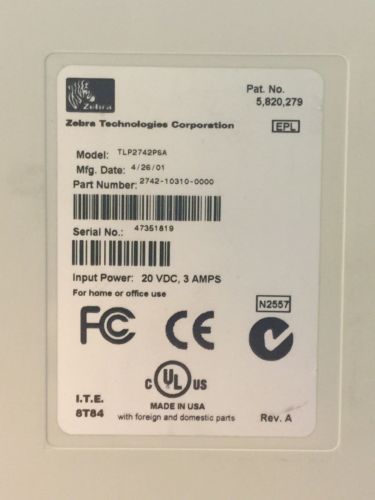 Zebra
Pat. No.
5,820,279
Zebra Technologies Corporation
EPL
Model: TLP2742PSA
Mfg. Date: 4/26/01
Part Number: 2742-10310-0000
Serial No.: 47351819
Input Power: 20 VDC, 3 AMPS
For home or office use
N2557
FC
CE
c UL US
I.T.E.
8T84
MADE IN USA
with foreign and domestic parts
Rev. A